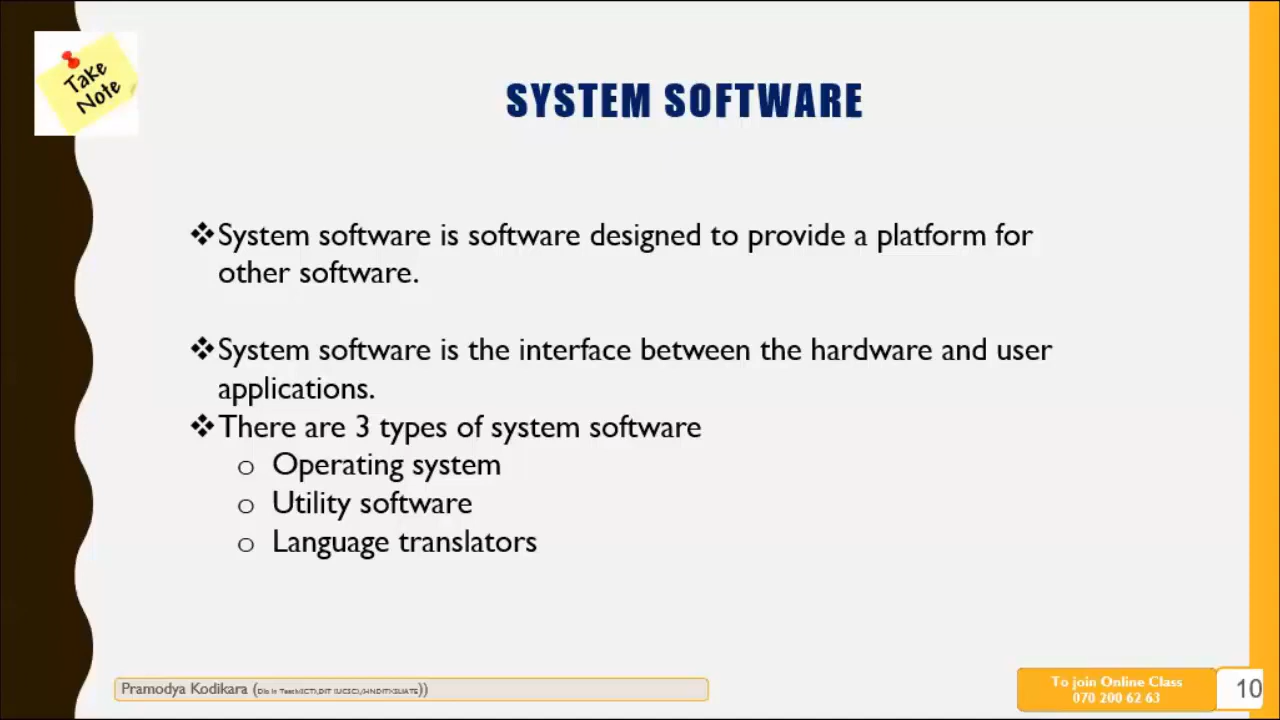 Take
Note
SYSTEM SOFTWARE
❖System software is software designed to provide a platform for
other software.
❖System software is the interface between the hardware and user
applications.
❖There are 3 types of system software
o Operating system
o Utility software
o Language translators
Pramodya Kodikara (Dip in
To join Online Class
070 200 62 63
10